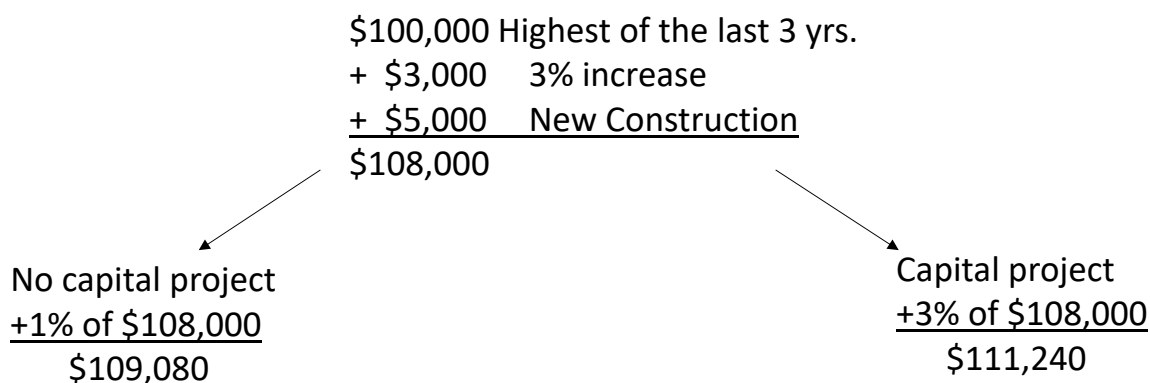 $100,000 Highest of the last 3 yrs.
+ $3,000 3% increase
+ $5,000 New Construction
$108,000
No capital project
+1% of $108,000
$109,080
Capital project
+3% of $108,000
$111,240